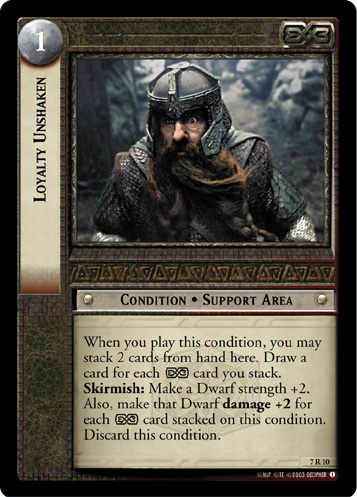 1
LOYALTY UNSHAKEN
CONDITION • SUPPORT AREA
When you play this condition, you may
stack 2 cards from hand here. Draw a
card for each card you stack.
Skirmish: Make a Dwarf strength +2.
Also, make that Dwarf damage +2 for
each card stacked on this condition.
Discard this condition.
7 R 10
©NLP ©TE ©2003 DECIPHER